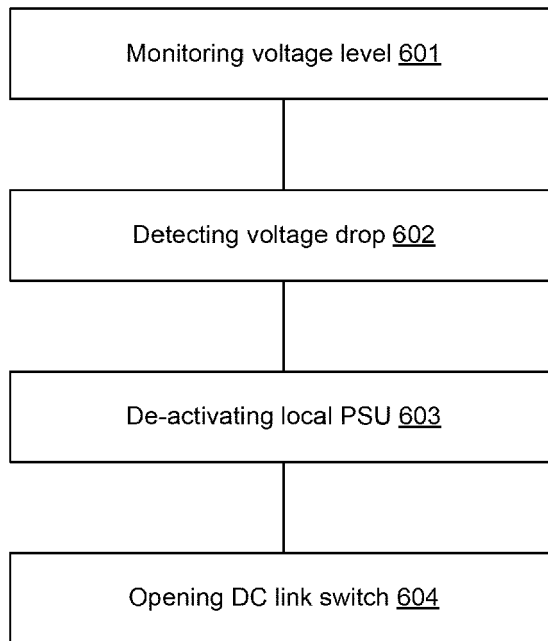 Monitoring voltage level 601
Detecting voltage drop 602
De-activating local PSU 603
Opening DC link switch 604